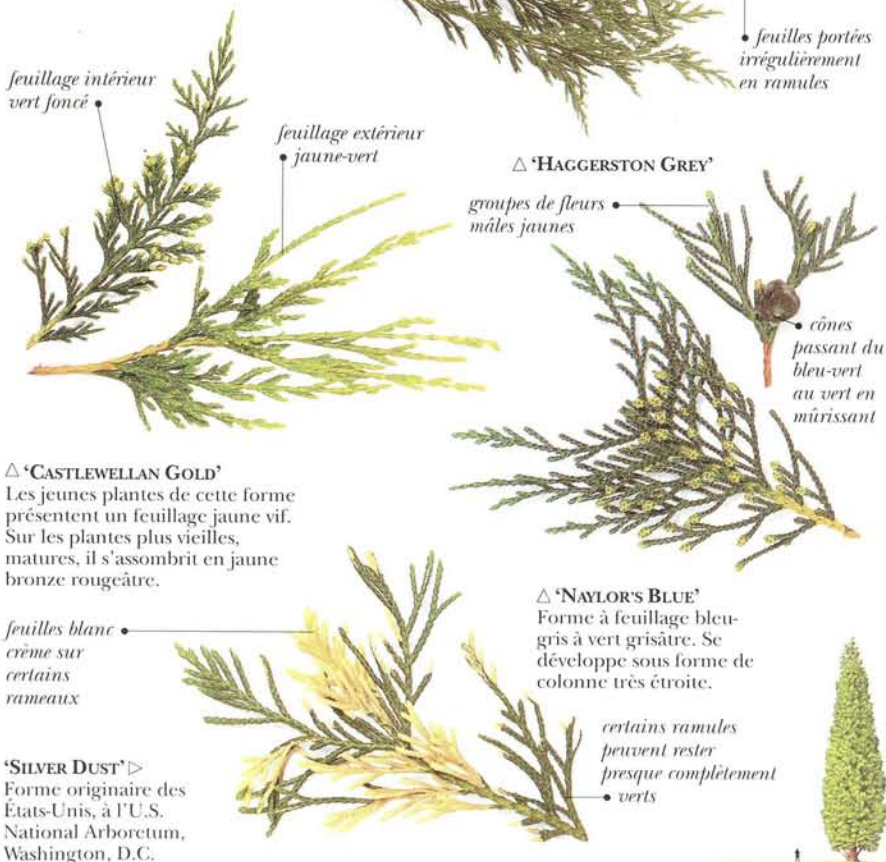 feuilles portées
irrégulièrement
en ramules
feuillage intérieur
vert foncé
feuillage extérieur
jaune-vert
△ ‘HAGGERSTON GREY’
groupes de fleurs
mâles jaunes
cônes
passant du
bleu-vert
au vert en
mûrissant
△ ‘CASTLEWELLAN GOLD’
Les jeunes plantes de cette forme
présentent un feuillage jaune vif.
Sur les plantes plus vieilles,
matures, il s'assombrit en jaune
bronze rougeâtre.
△ ‘NAYLOR'S BLUE’
Forme à feuillage bleu-
gris à vert grisâtre. Se
développe sous forme de
colonne très étroite.
feuilles blanc
crème sur
certains
rameaux
certains ramules
peuvent rester
presque complètement
verts
‘SILVER DUST’ ▷
Forme originaire des
États-Unis, à l'U.S.
National Arboretum,
Washington, D.C.